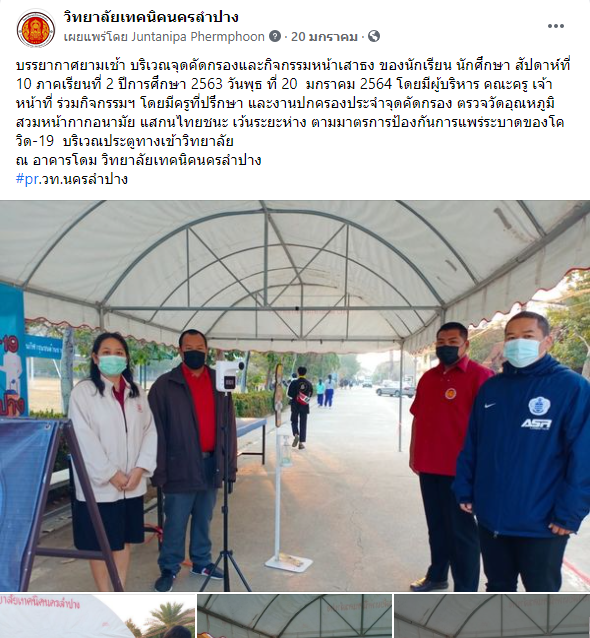 วิทยาลัยเทคนิคนครลำปาง
เผยแพร่โดย Juntanipa Phermphoon · 20 มกราคม ·
บรรยากาศยามเช้า บริเวณจุดคัดกรองและกิจกรรมหน้าเสาธง ของนักเรียน นักศึกษา สัปดาห์ที่
10 ภาคเรียนที่ 2 ปีการศึกษา 2563 วันพุธ ที่ 20 มกราคม 2564 โดยมีผู้บริหาร คณะครู เจ้า
หน้าที่ ร่วมกิจกรรมฯ โดยมีครูที่ปรึกษา และงานปกครองประจำจุดคัดกรอง ตรวจวัดอุณหภูมิ
สวมหน้ากากอนามัย แสกนไทยชนะ เว้นระยะห่าง ตามมาตรการป้องกันการแพร่ระบาดของโค
วิด-19 บริเวณประตูทางเข้าวิทยาลัย
ณ อาคารโดม วิทยาลัยเทคนิคนครลำปาง
#pr.วท.นครลำปาง
-19
ASA
ยาลัยเทคนิคนครลำปาง